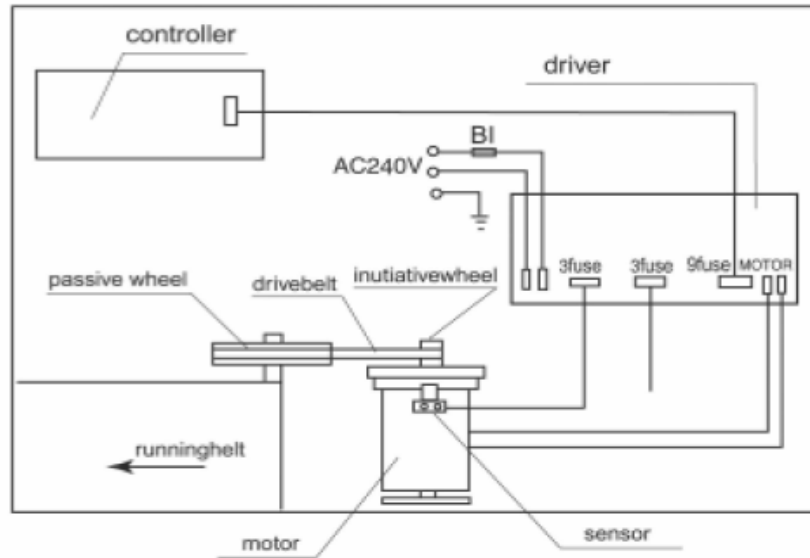 controller
driver
BI
AC240V
3fuse 3fuse 9fuse MOTOR
passive wheel drivebelt inutiativewheel
runninghelt
motor sensor